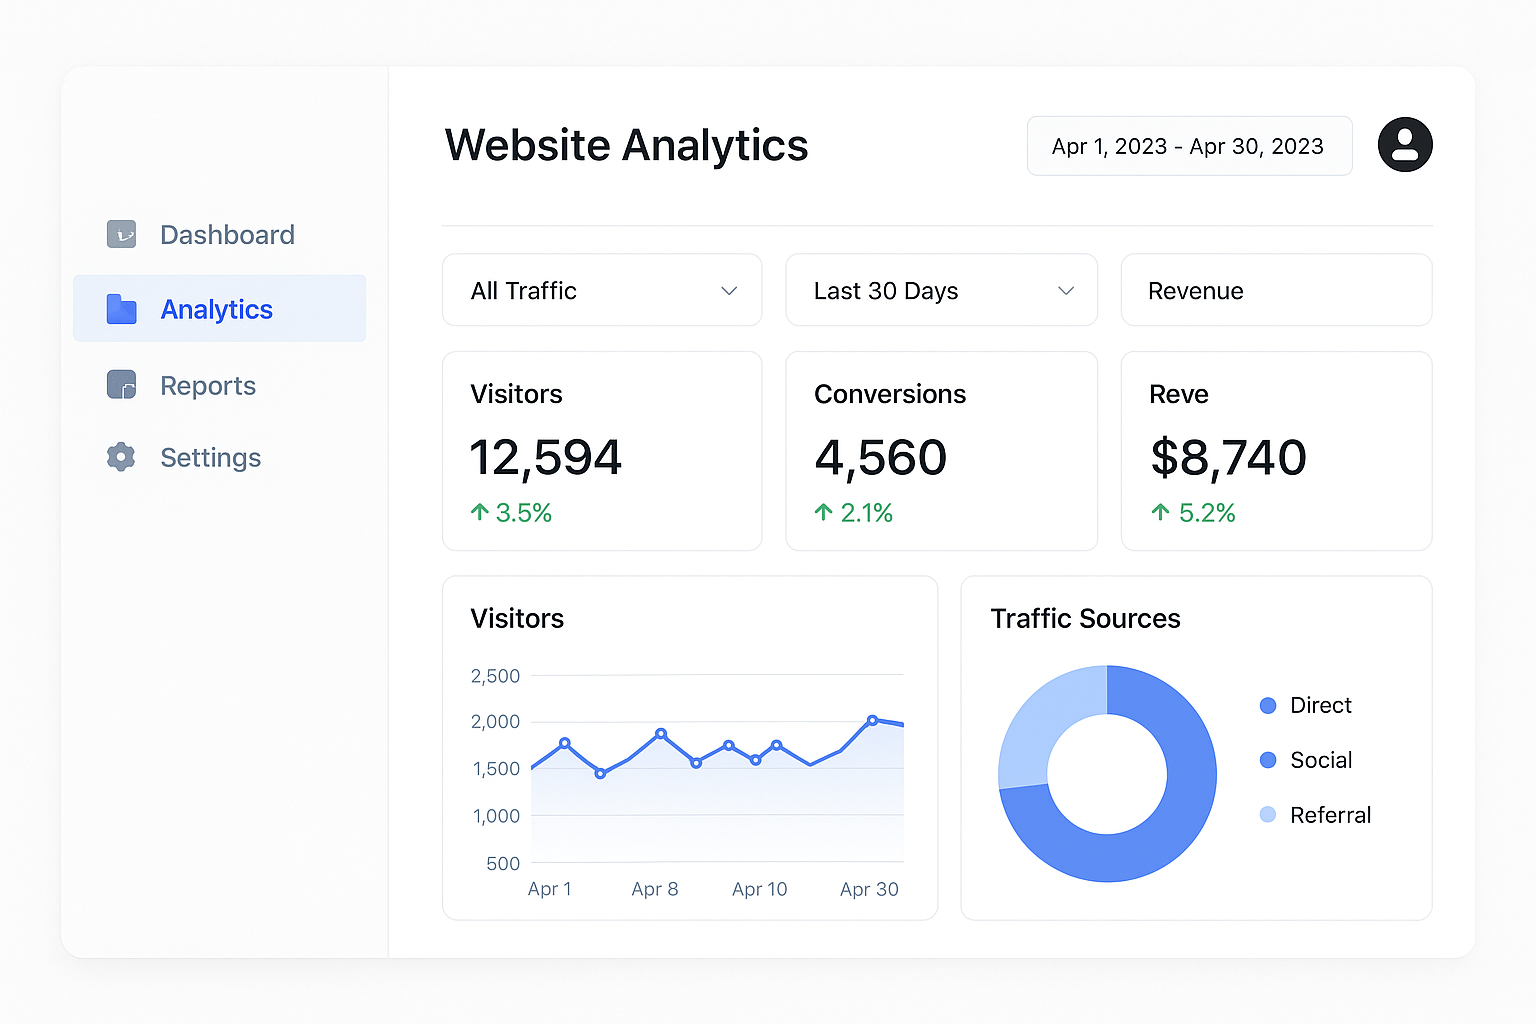 Website Analytics
Apr 1, 2023 - Apr 30, 2023
Dashboard
Analytics
Reports
Settings
All Traffic
Last 30 Days
Revenue
Visitors
12,594
↑ 3.5%
Conversions
4,560
↑ 2.1%
Reve
$8,740
↑ 5.2%
Visitors
2,500
2,000
1,500
1,000
500
Apr 1
Apr 8
Apr 10
Apr 30
Traffic Sources
Direct
Social
Referral